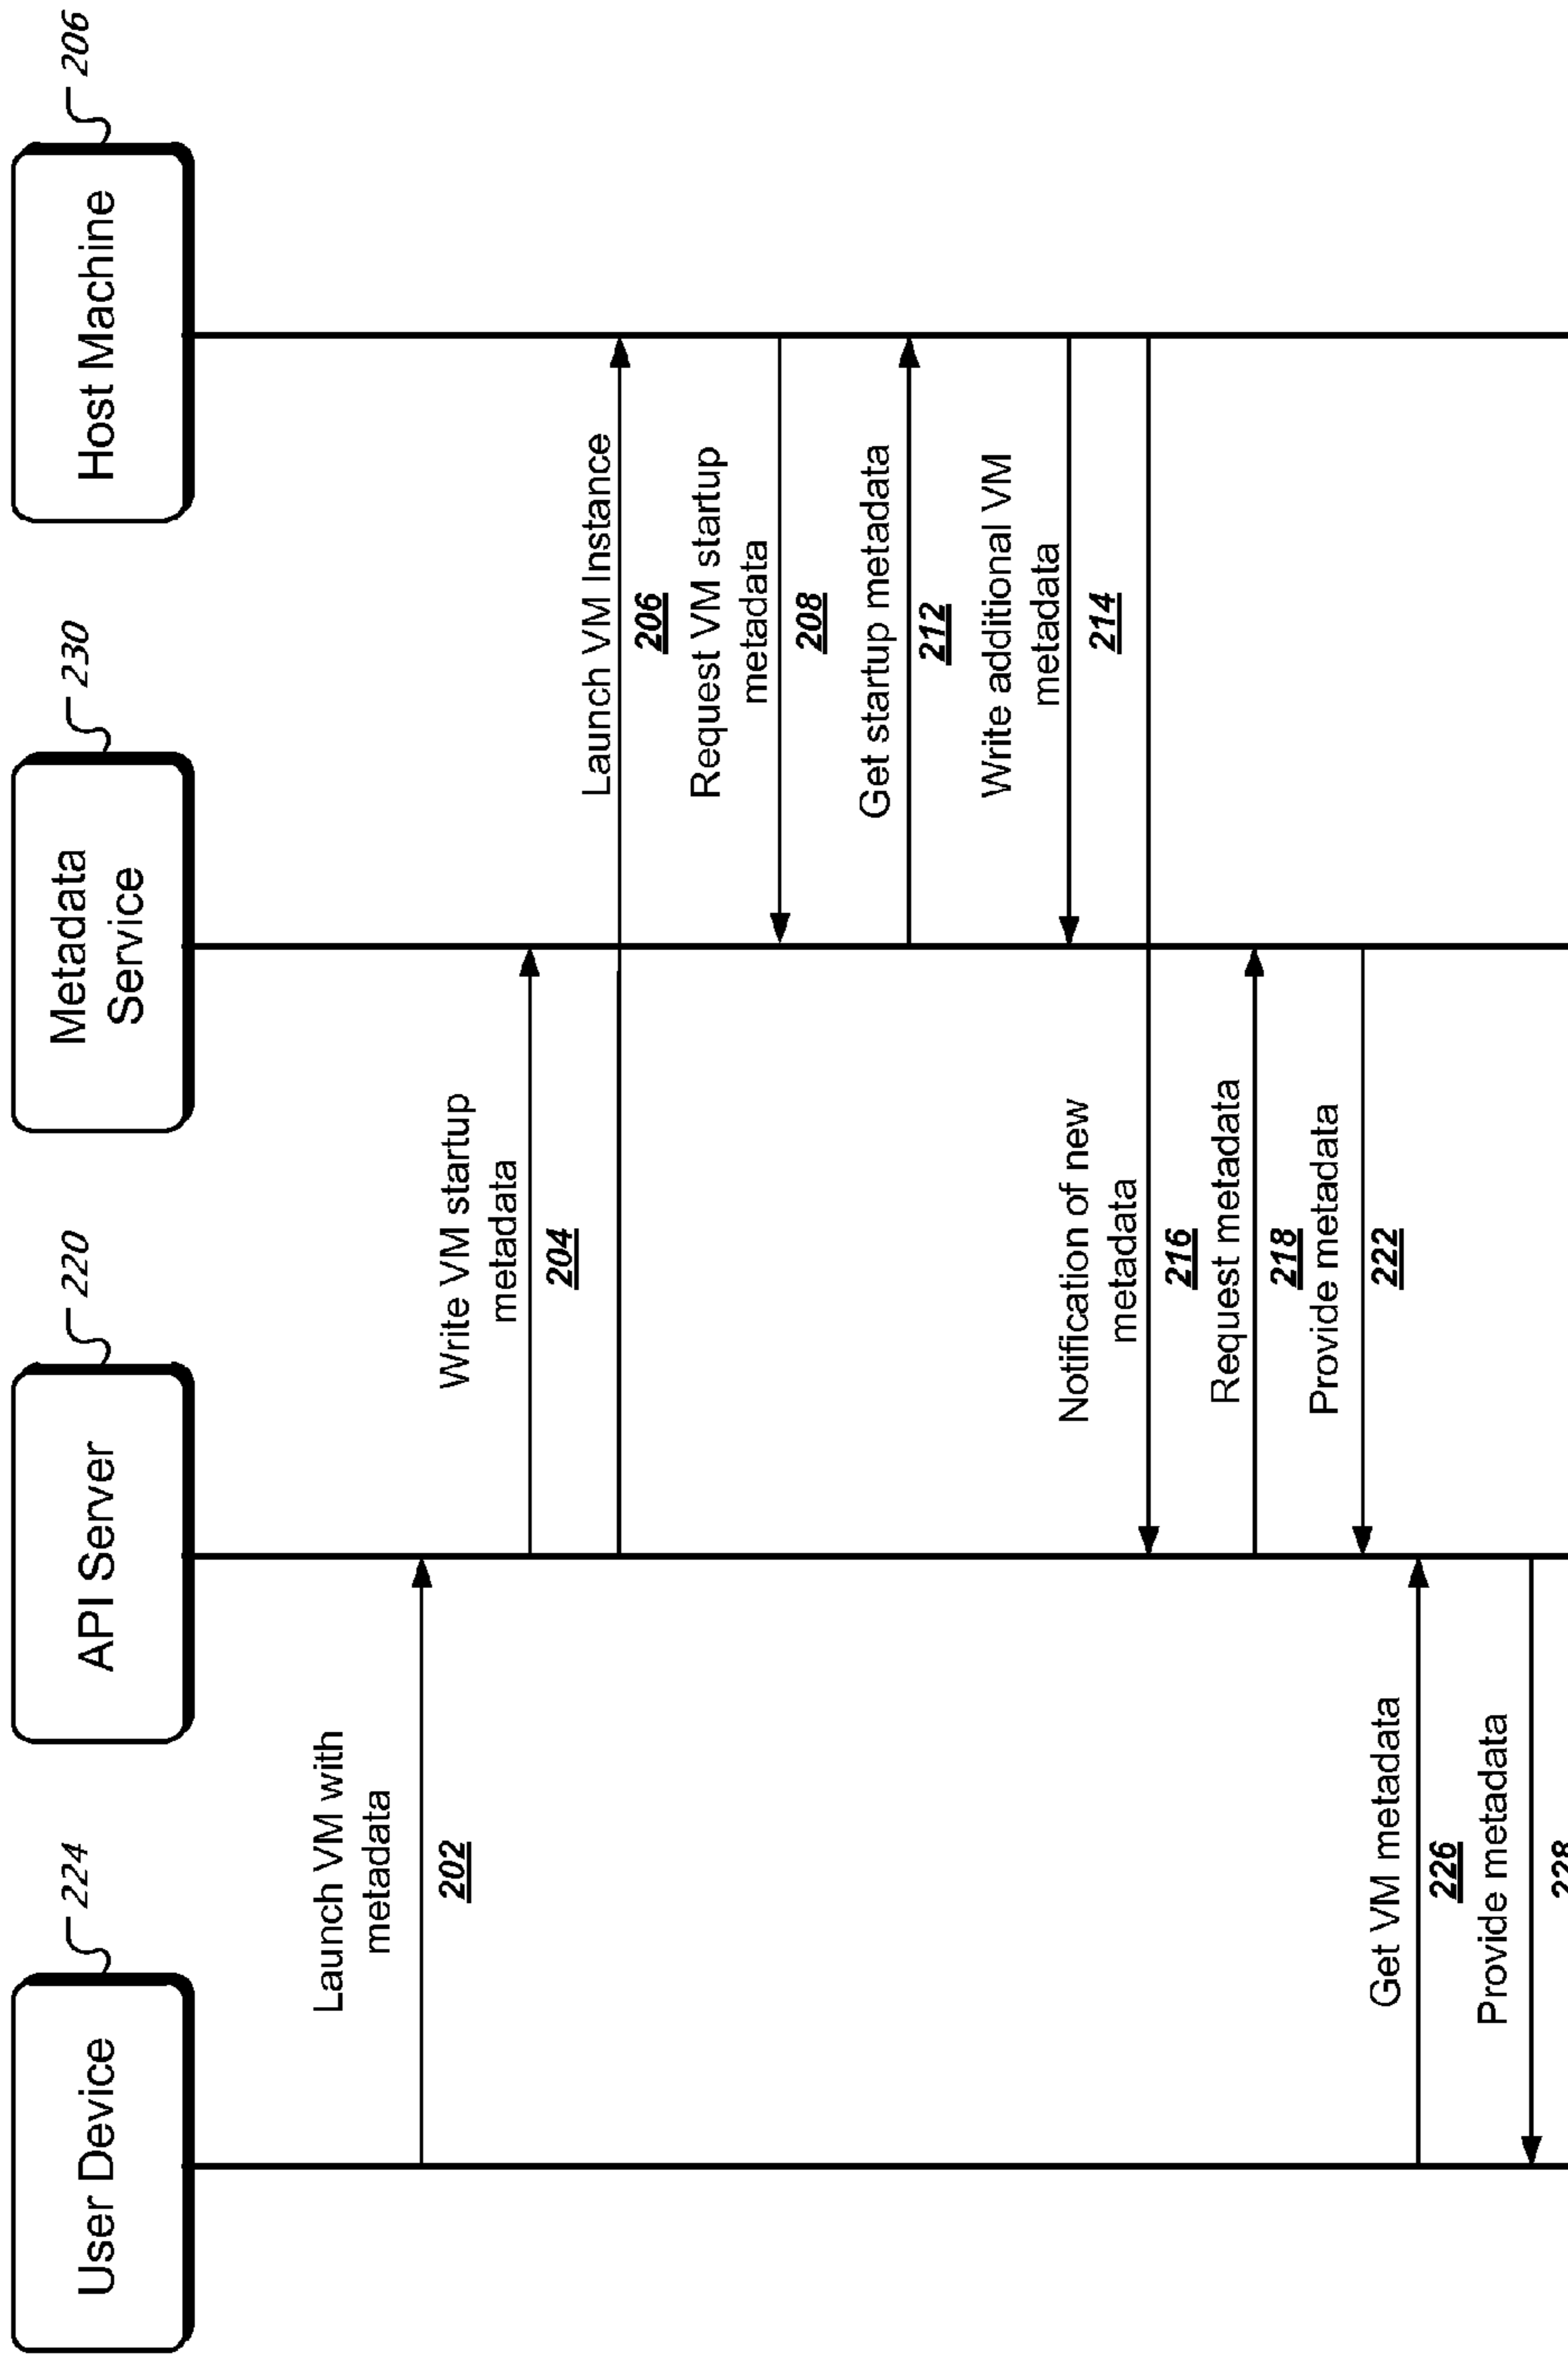 User Device
224
API Server
220
Metadata
Service
230
Host Machine
206
Launch VM with
metadata
202
Write VM startup
metadata
204
Launch VM Instance
206
Request VM startup
metadata
208
Get startup metadata
212
Write additional VM
metadata
214
Notification of new
metadata
216
Request metadata
218
Provide metadata
222
Get VM metadata
226
Provide metadata
228